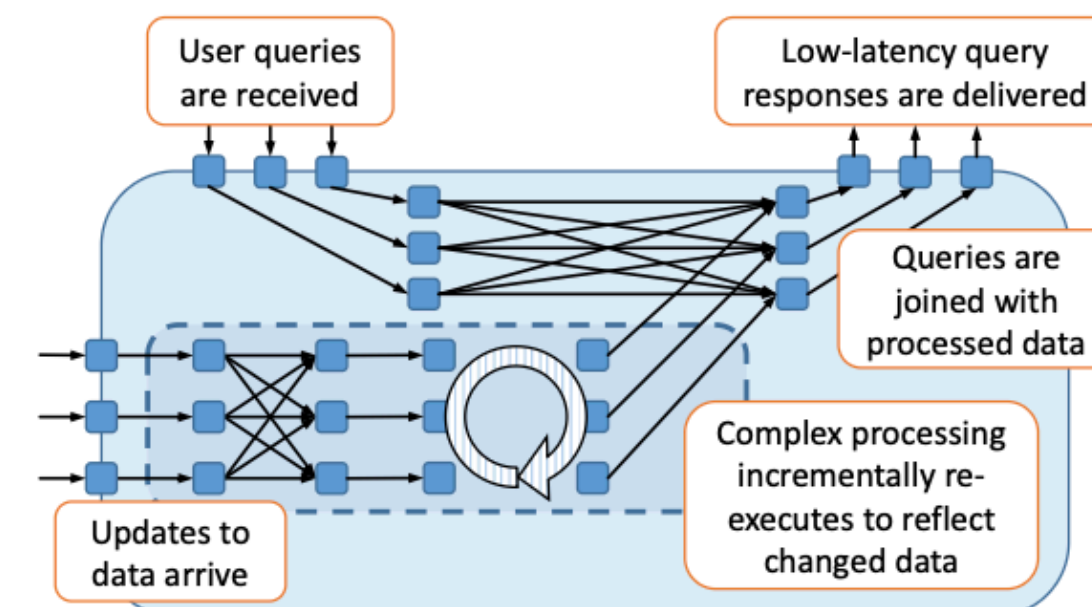 User queries
are received
Low-latency query
responses are delivered
Queries are
joined with
processed data
Complex processing
incrementally re-
executes to reflect
changed data
Updates to
data arrive